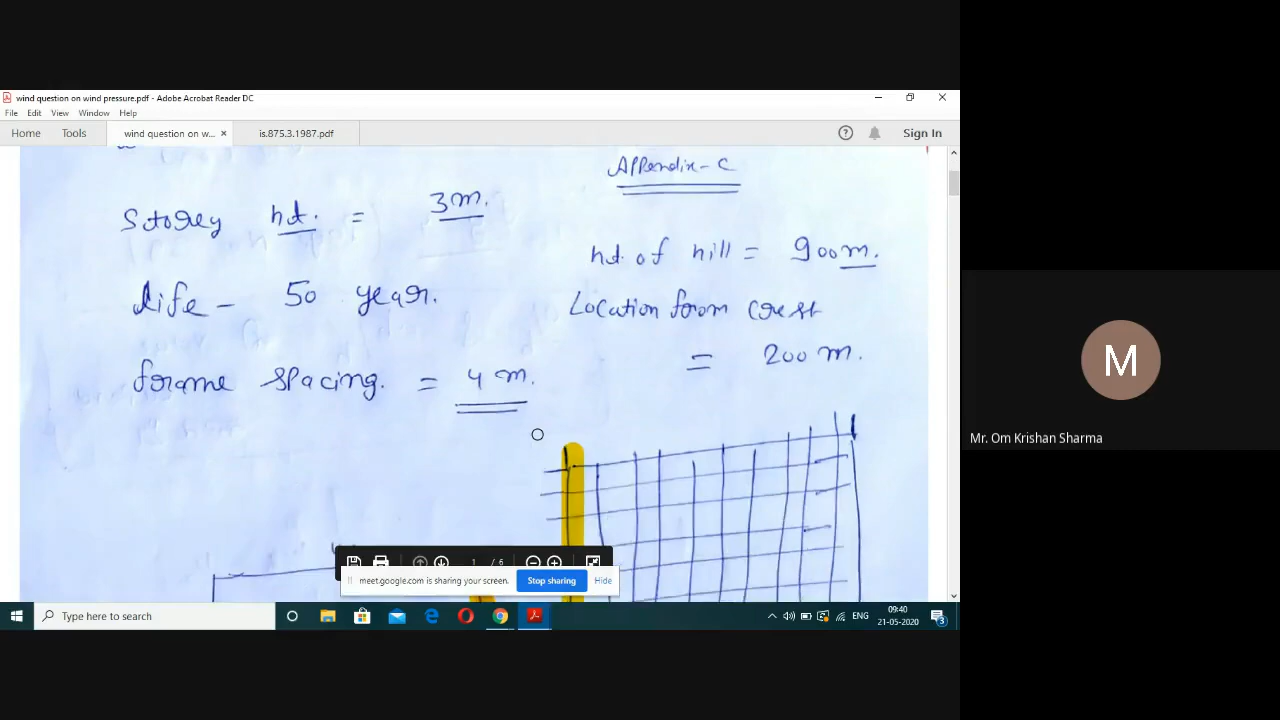 wind question on wind pressure.pdf - Adobe Acrobat Reader DC
File Edit View Window Help
Home Tools wind question on w... × is.875.3.1987.pdf Sign In
Appendix-C
Storey ht. = 3m.
ht of hill = 900m.
life - 50 year.
Location from crest
= 200 m.
frame spacing. = 4 m.
1 / 6
meet.google.com is sharing your screen. Stop sharing Hide
M
Mr. Om Krishan Sharma
Type here to search
ENG
09:40
21-05-2020
3